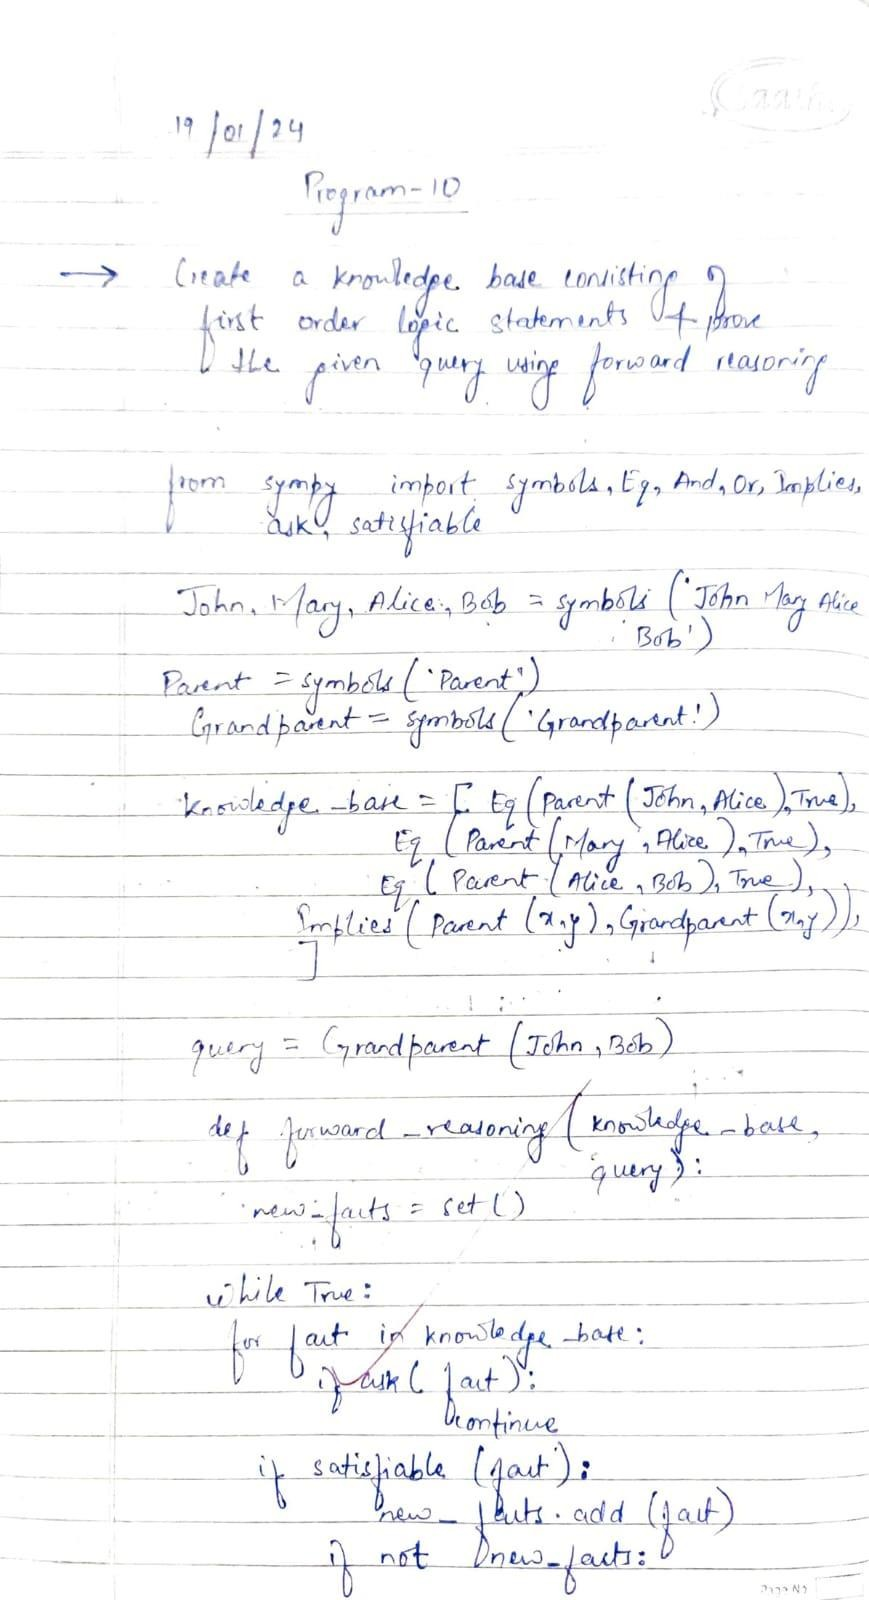 Saathi
19/01/24
Program-10
→ Create a knowledge base consisting of
first order logic statements & prove
the given query using forward reasoning
from sympy import symbols, Eq, And, Or, Implies,
ask, satisfiable
John, Mary, Alice, Bob = symbols ('John Mary Alice
Bob')
Parent = symbols ('Parent')
Grandparent = symbols ('Grandparent')
knowledge_base = [ Eq (Parent (John, Alice), True),
Eq (Parent (Mary, Alice), True),
Eq ( Parent (Alice, Bob), True ),
Implies ( Parent (x,y), Grandparent (x,y)),
]
query = Grandparent (John, Bob)
def forward_reasoning (knowledge_base,
query):
new_facts = set()
while True:
for fact in knowledge_base:
if ask( fact):
continue
if satisfiable (fact):
new_facts.add (fact)
if not new_facts:
Page No